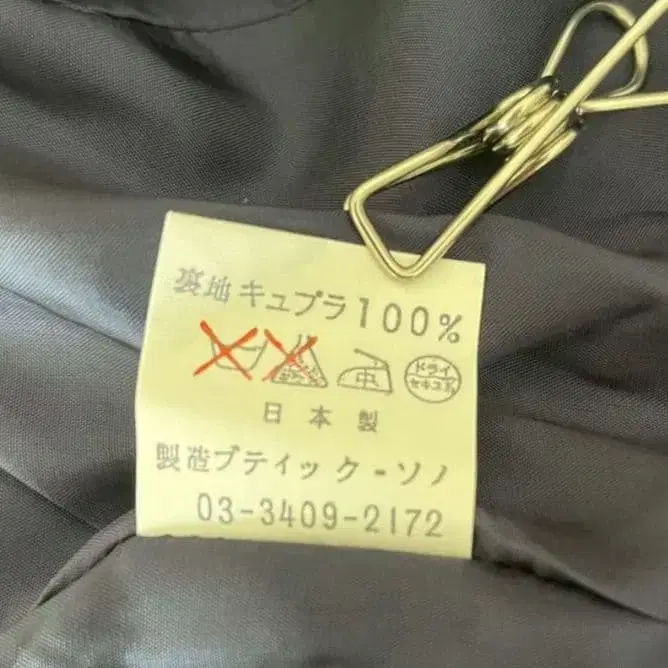 裏地キュプラ100%
中 ドライ セキユ系
日本製
製造ブティック-ソノ
03-3409-2172